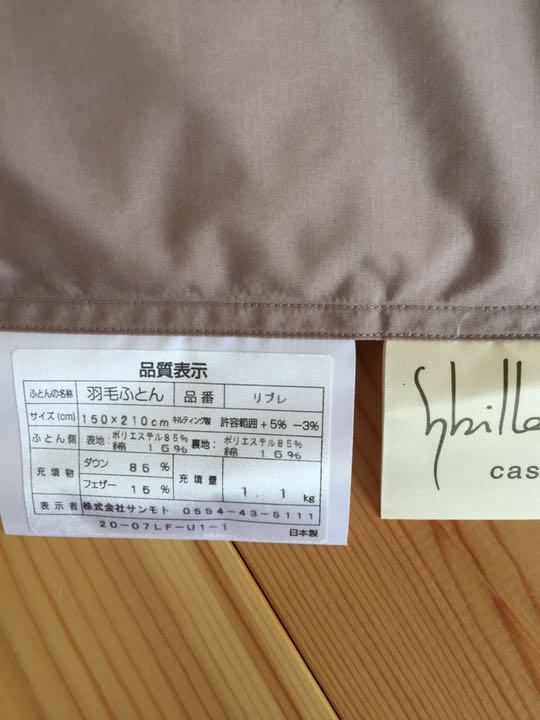 品質表示
ふとんの名称 羽毛ふとん 品番 リブレ
サイズ(cm) 150×210cm キルティング製 許容範囲 +5% −3%
ふとん側 表地: ポリエステル85% 綿 15% 裏地: ポリエステル85% 綿 15%
充填物 ダウン 85% フェザー 15% 充填量 1 1 kg
表示者 株式会社サンモト 0554-43-5111
20-07LF-U1-1 日本製
Sybilla
cas